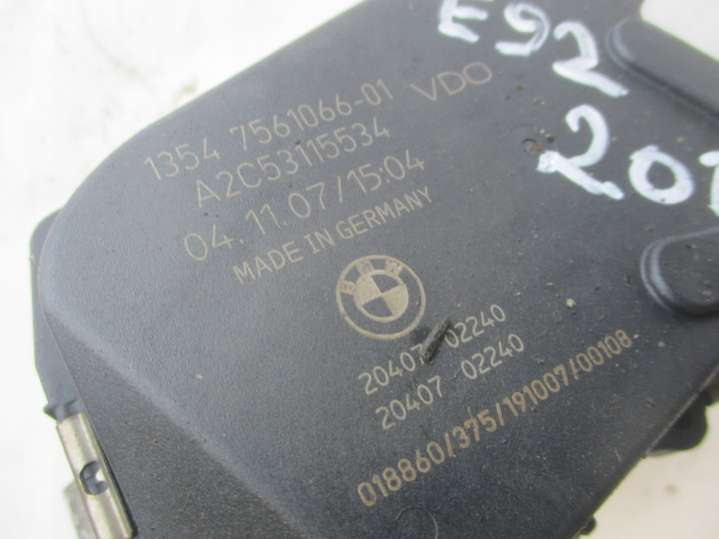 E92
1354 7561066-01 VDO
A2C53115534
04.11.07/15:04
MADE IN GERMANY
BMW
20407 02240
20407 02240
018860/375/191007/00108